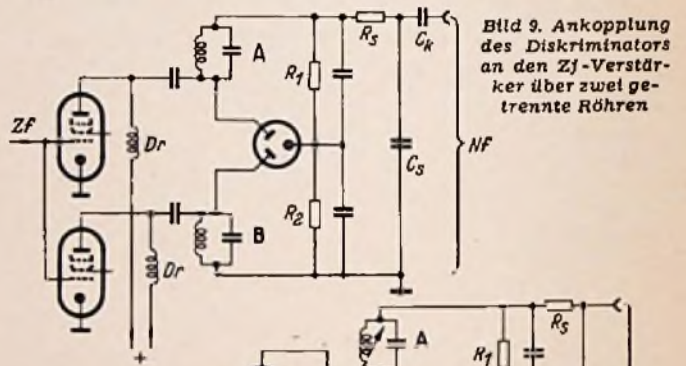 Bild 9. Ankopplung
des Diskriminators
an den Zf-Verstär-
ker über zwei ge-
trennte Röhren
A
R1
Rs
Ck
Zf
Dr
Cs
NF
R2
B
Dr
+
A
R1
Rs